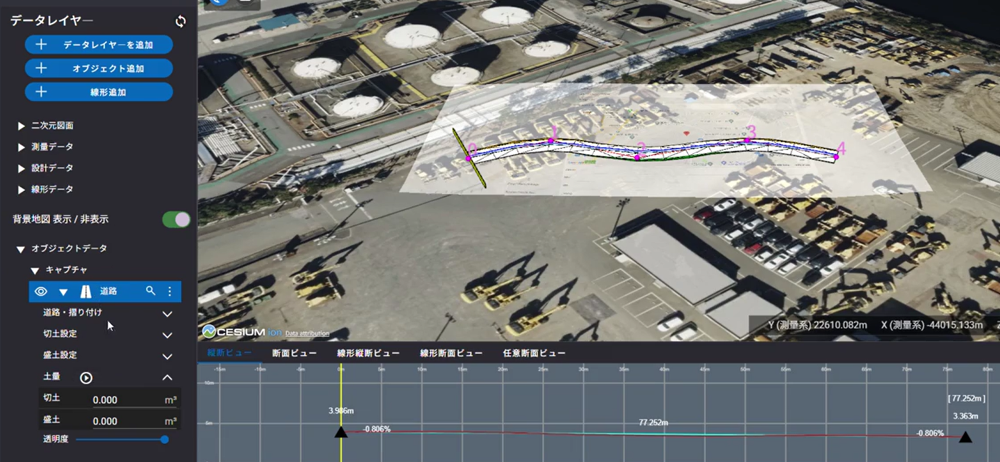 データレイヤー
データレイヤーを追加
オブジェクト追加
線形追加
二次元図面
測量データ
設計データ
線形データ
背景地図 表示 / 非表示
オブジェクトデータ
キャプチャ
道路
道路・摺り付け
切土設定
盛土設定
土量
切土 0.000 m³
盛土 0.000 m³
透明度
0
1
2
3
4
CESIUM ion Data attribution
Y (測量系) 22610.082m X (測量系) -44015.133m
縦断ビュー 断面ビュー 線形縦断ビュー 線形断面ビュー 任意断面ビュー
-15m -10m -5m 0m 5m 10m 15m 20m 25m 30m 35m 40m 45m 50m 55m 60m 65m 70m 75m 80m
10m
[ 77.252m ]
3.986m
3.363m
5m
77.252m
-0.806%
-0.806%